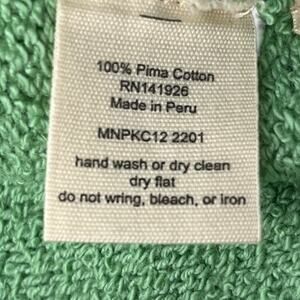 100% Pima Cotton
RN141926
Made in Peru
MNPKC12 2201
hand wash or dry clean
dry flat
do not wring, bleach, or iron